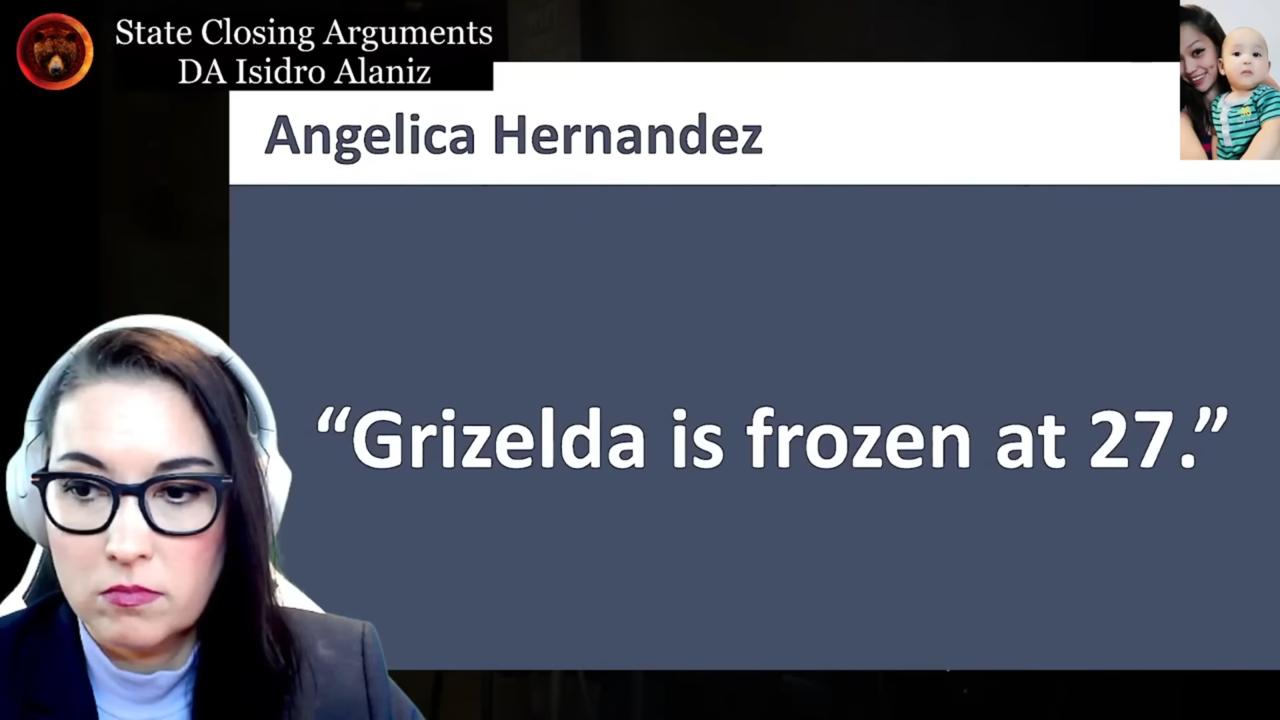 State Closing Arguments
DA Isidro Alaniz
Angelica Hernandez
“Grizelda is frozen at 27.”